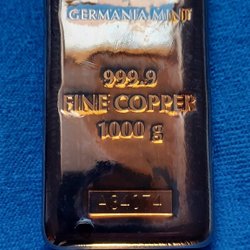 GERMANIA MINT
999.9
FINE COPPER
1000 g